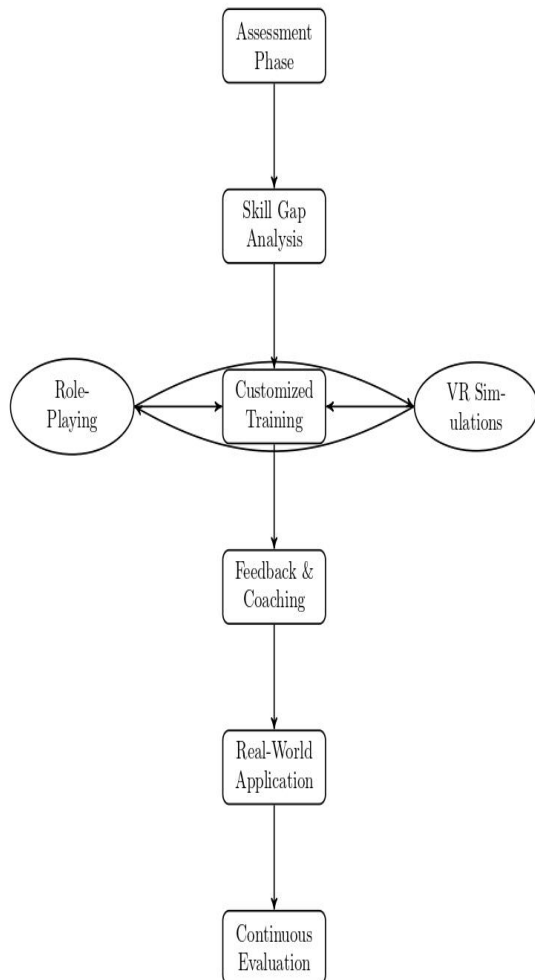 Assessment
Phase
Skill Gap
Analysis
Role-
Playing
Customized
Training
VR Sim-
ulations
Feedback &
Coaching
Real-World
Application
Continuous
Evaluation